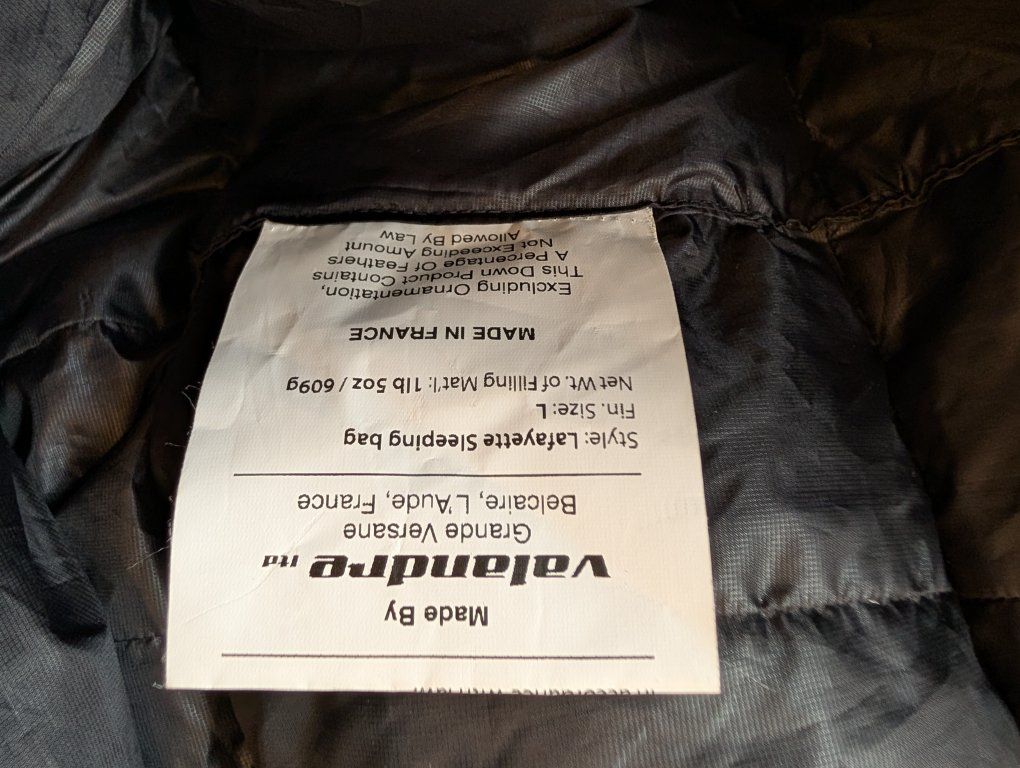 Made By
valandre ltd
Grande Versane
Belcaire, L'Aude, France
Style: Lafayette Sleeping bag
Fin. Size: L
Net Wt. of Filling Mat'l: 1lb 5oz / 609g
MADE IN FRANCE
Excluding Ornamentation,
This Down Product Contains
A Percentage Of Feathers
Not Exceeding Amount
Allowed By Law